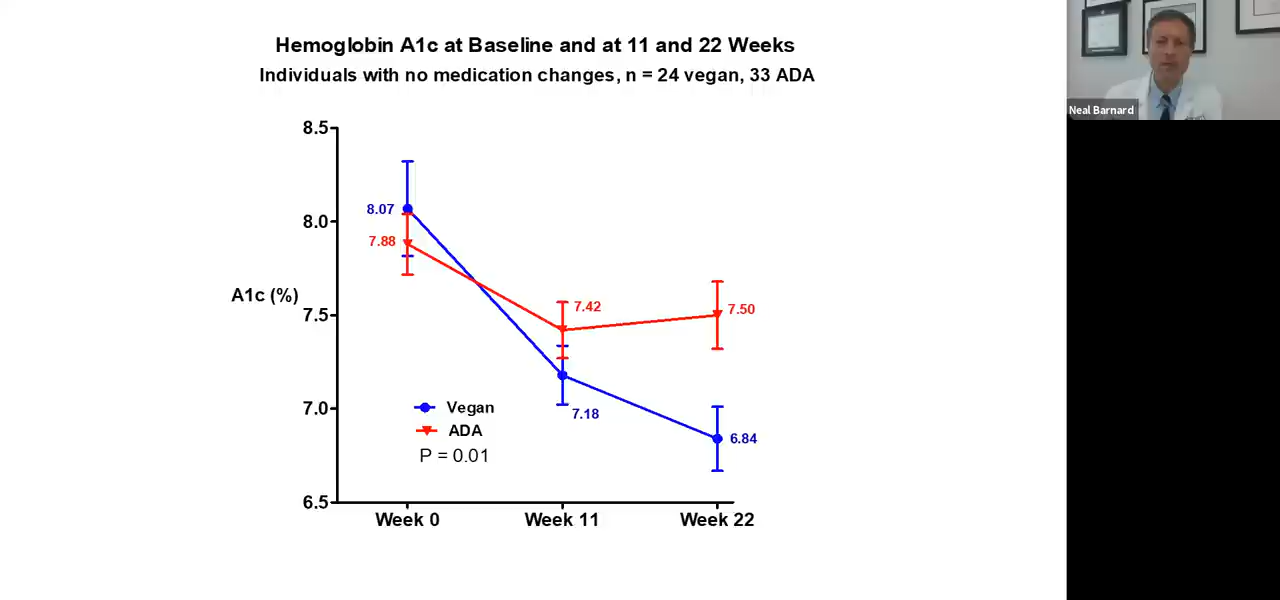 Hemoglobin A1c at Baseline and at 11 and 22 Weeks
Individuals with no medication changes, n = 24 vegan, 33 ADA
Neal Barnard
8.5
8.0
7.5
7.0
6.5
A1c (%)
8.07
7.88
7.42
7.18
7.50
6.84
Vegan
ADA
P = 0.01
Week 0
Week 11
Week 22